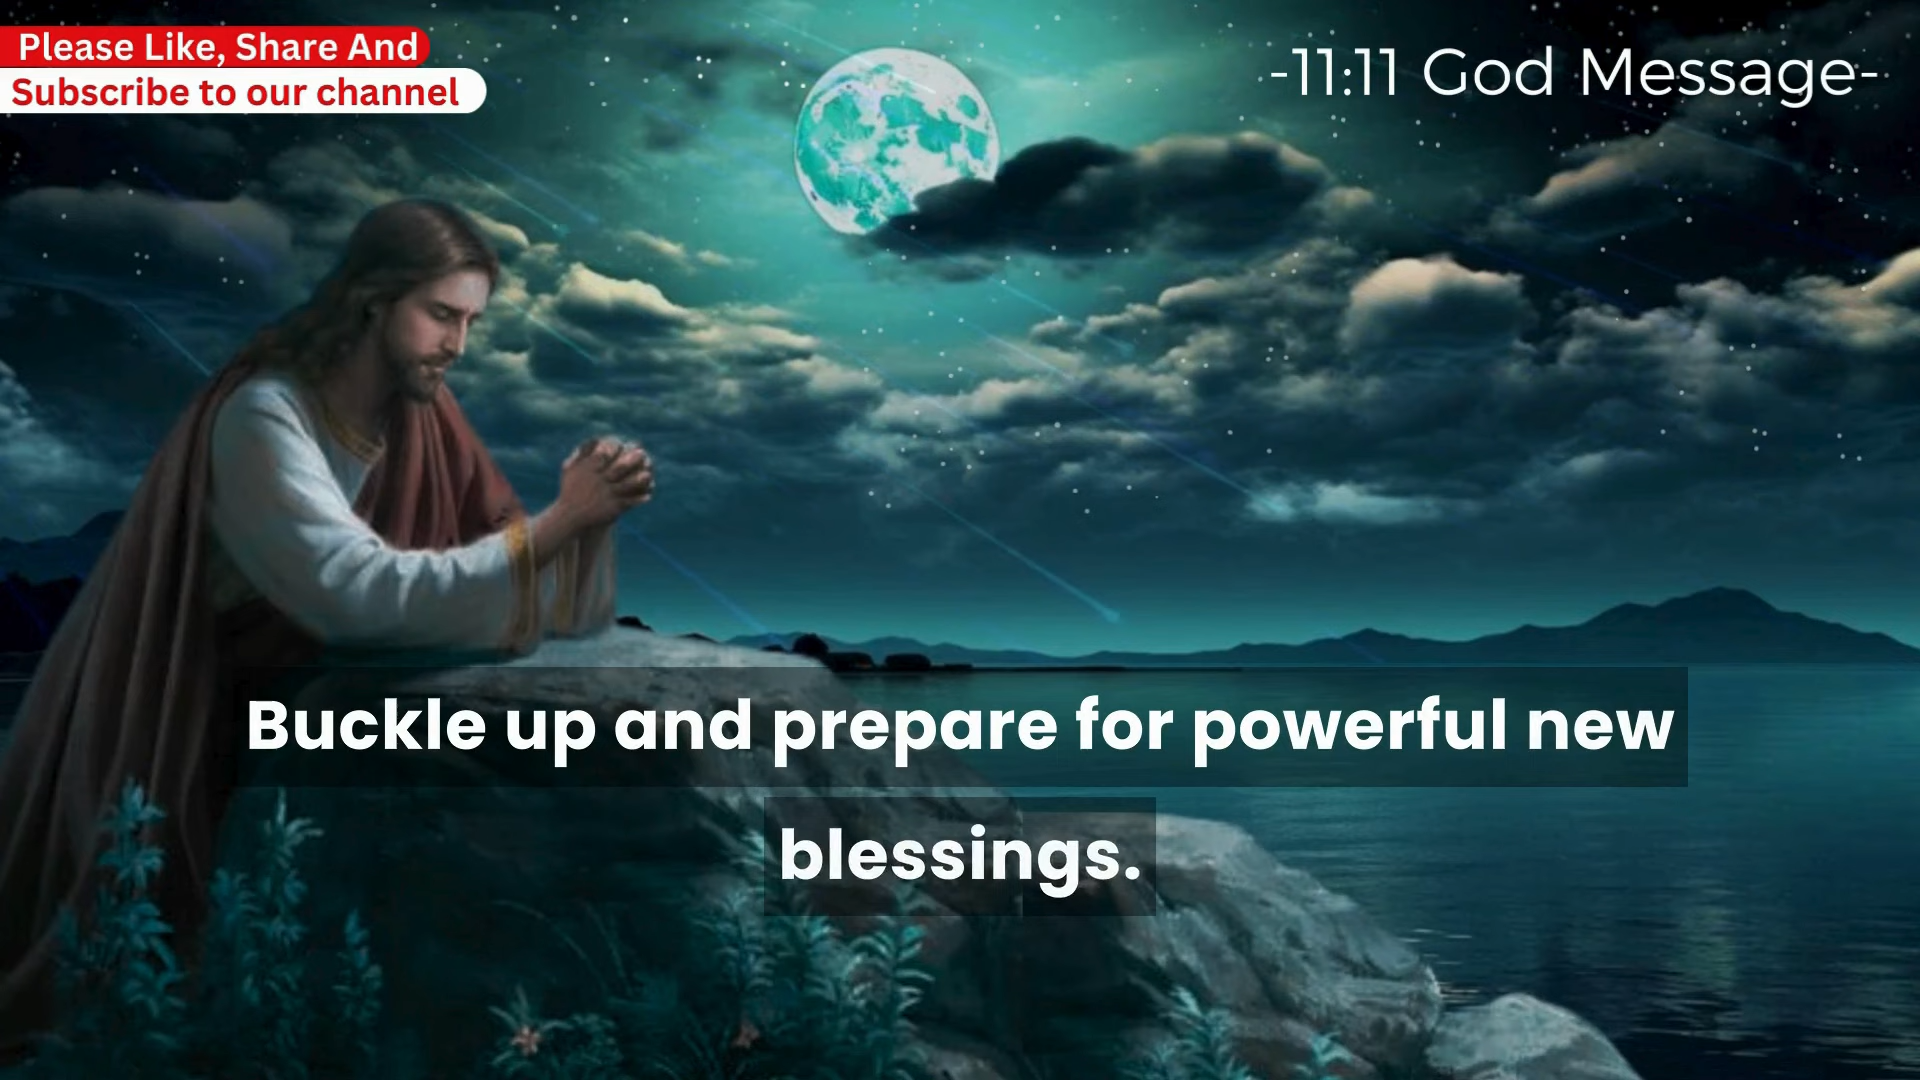 Please Like, Share And
Subscribe to our channel
-11:11 God Message-
Buckle up and prepare for powerful new
blessings.